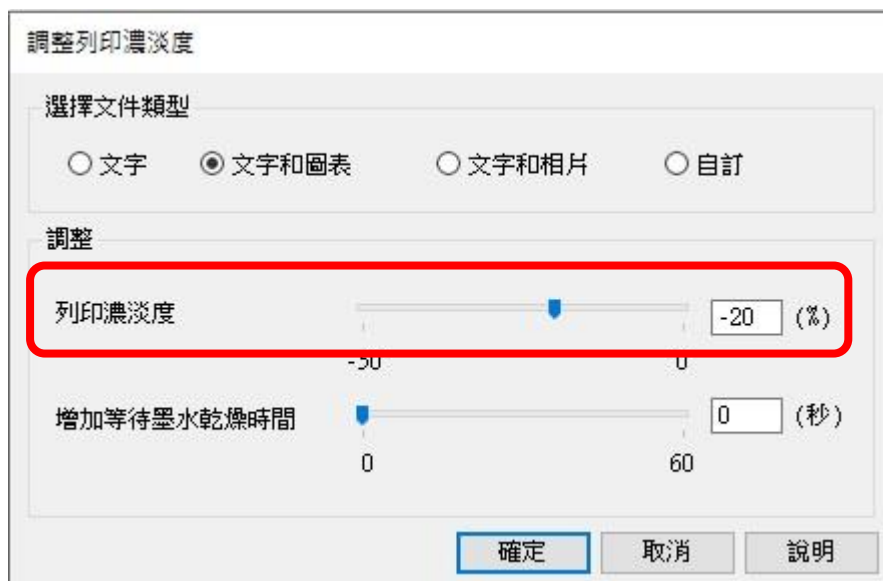 調整列印濃淡度
選擇文件類型
文字 文字和圖表 文字和相片 自訂
調整
列印濃淡度 -20 (%)
-50 0
增加等待墨水乾燥時間 0 (秒)
0 60
確定 取消 說明